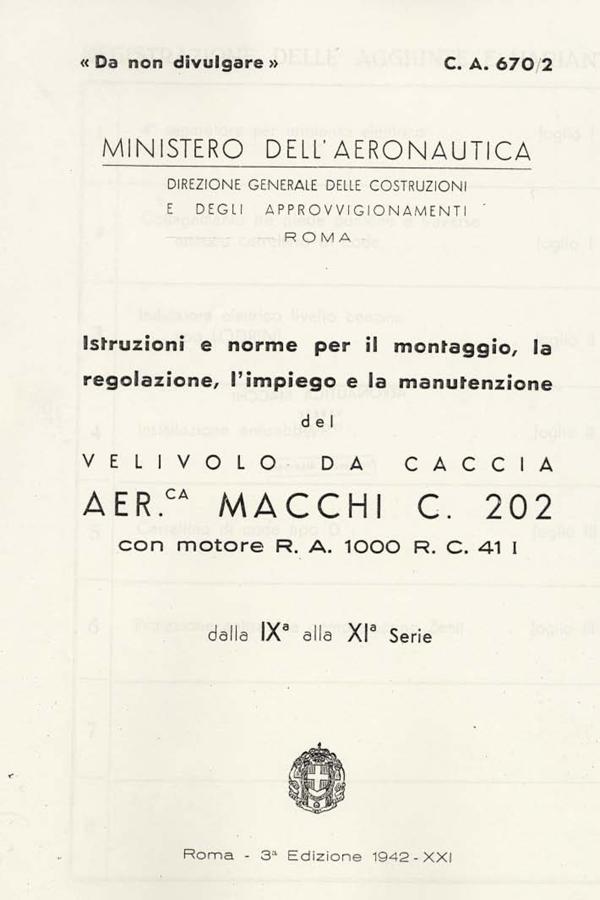 « Da non divulgare » C. A. 670/2
MINISTERO DELL'AERONAUTICA
DIREZIONE GENERALE DELLE COSTRUZIONI
E DEGLI APPROVVIGIONAMENTI
ROMA
Istruzioni e norme per il montaggio, la
regolazione, l'impiego e la manutenzione
del
VELIVOLO DA CACCIA
AER.CA MACCHI C. 202
con motore R. A. 1000 R. C. 41 I
dalla IXª alla XIª Serie
Roma - 3ª Edizione 1942 - XXI